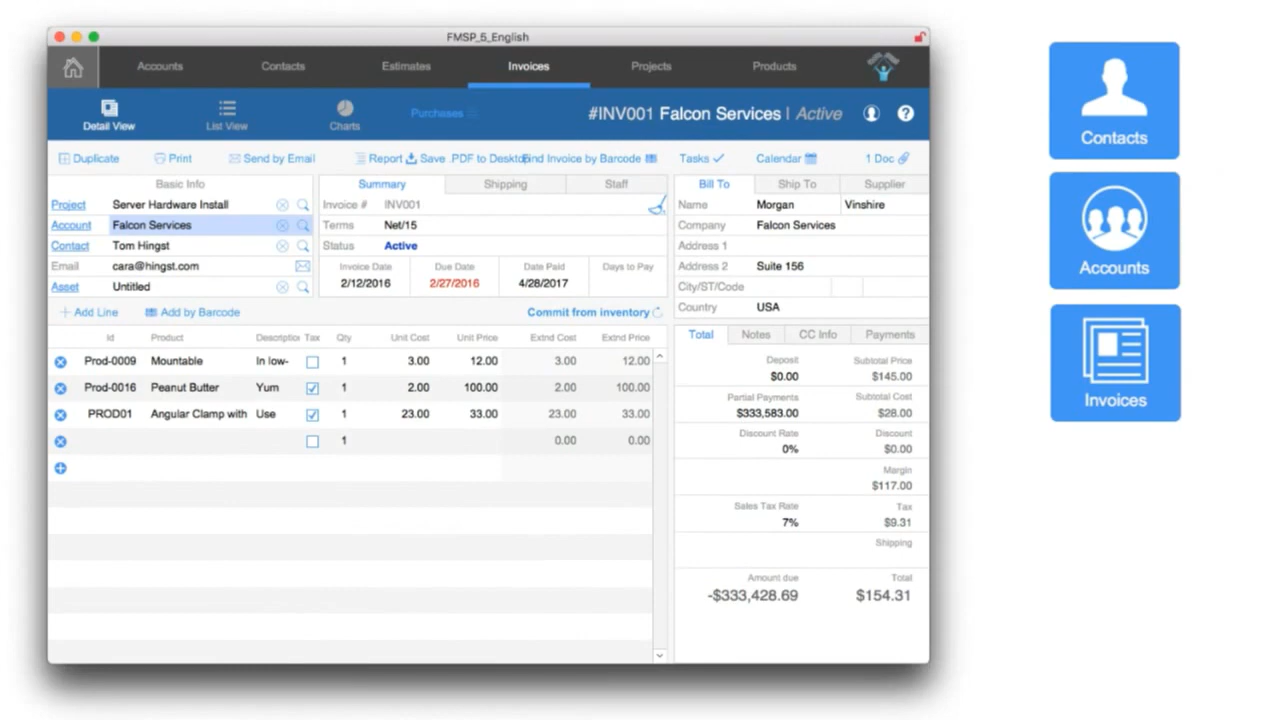 FMSP_5_English
Accounts Contacts Estimates Invoices Projects Products
Detail View List View Charts Purchases #INV001 Falcon Services | Active ?
Duplicate Print Send by Email Report Save .PDF to Desktop Find Invoice by Barcode Tasks Calendar 1 Doc
Basic Info Summary Shipping Staff Bill To Ship To Supplier
Project Server Hardware Install Invoice # INV001 Name Morgan Vinshire
Account Falcon Services Terms Net/15 Company Falcon Services
Contact Tom Hingst Status Active Address 1
Email cara@hingst.com Invoice Date Due Date Date Paid Days to Pay Address 2 Suite 156
Asset Untitled 2/12/2016 2/27/2016 4/28/2017 City/ST/Code
Country USA
Add Line Add by Barcode Commit from inventory
Total Notes CC Info Payments
Id Product Description Tax Qty Unit Cost Unit Price Extnd Cost Extnd Price
Prod-0009 Mountable In low- 1 3.00 12.00 3.00 12.00
Prod-0016 Peanut Butter Yum 1 2.00 100.00 2.00 100.00
PROD01 Angular Clamp with Use 1 23.00 33.00 23.00 33.00
1 0.00 0.00
Deposit Subtotal Price
$0.00 $145.00
Partial Payments Subtotal Cost
$333,583.00 $28.00
Discount Rate Discount
0% $0.00
Margin
$117.00
Sales Tax Rate Tax
7% $9.31
Shipping
Amount due Total
-$333,428.69 $154.31
Contacts
Accounts
Invoices